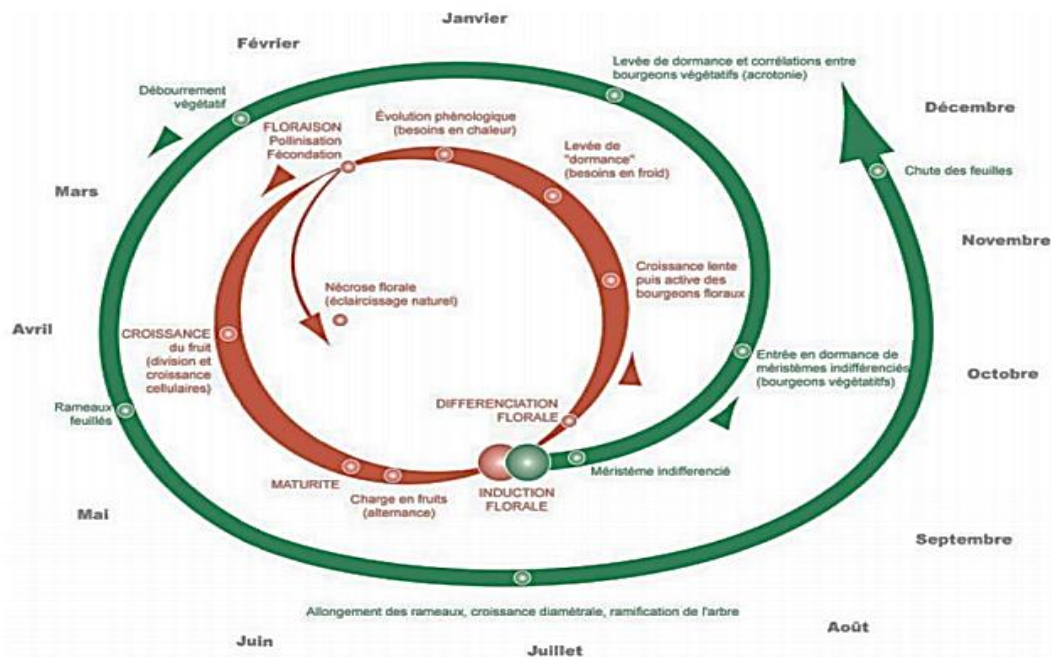 Janvier
Février
Levée de dormance et corrélations entre
bourgeons végétatifs (acrotonie)
Débourrement
végétatif
Décembre
Évolution phènologique
(besoins en chaleur)
FLORAISON
Pollinisation
Fécondation
Levée de
"dormance"
(besoins en froid)
Chute des feuilles
Mars
Novembre
Croissance lente
puis active des
bourgeons floraux
Nécrose florale
(éclaircissage naturel)
Avril
CROISSANCE
du fruit
(division et
croissance
cellulaires)
Entrée en dormance de
méristèmes indifférenciés
(bourgeons végétatitfs)
Octobre
Rameaux
feuillés
DIFFERENCIATION
FLORALE
MATURITE
Charge en fruits
(alternance)
INDUCTION
FLORALE
Méristéme indifferencié
Mai
Septembre
Allongement des rameaux, croissance diamétrale, ramification de l'arbre
Août
Juin
Juillet